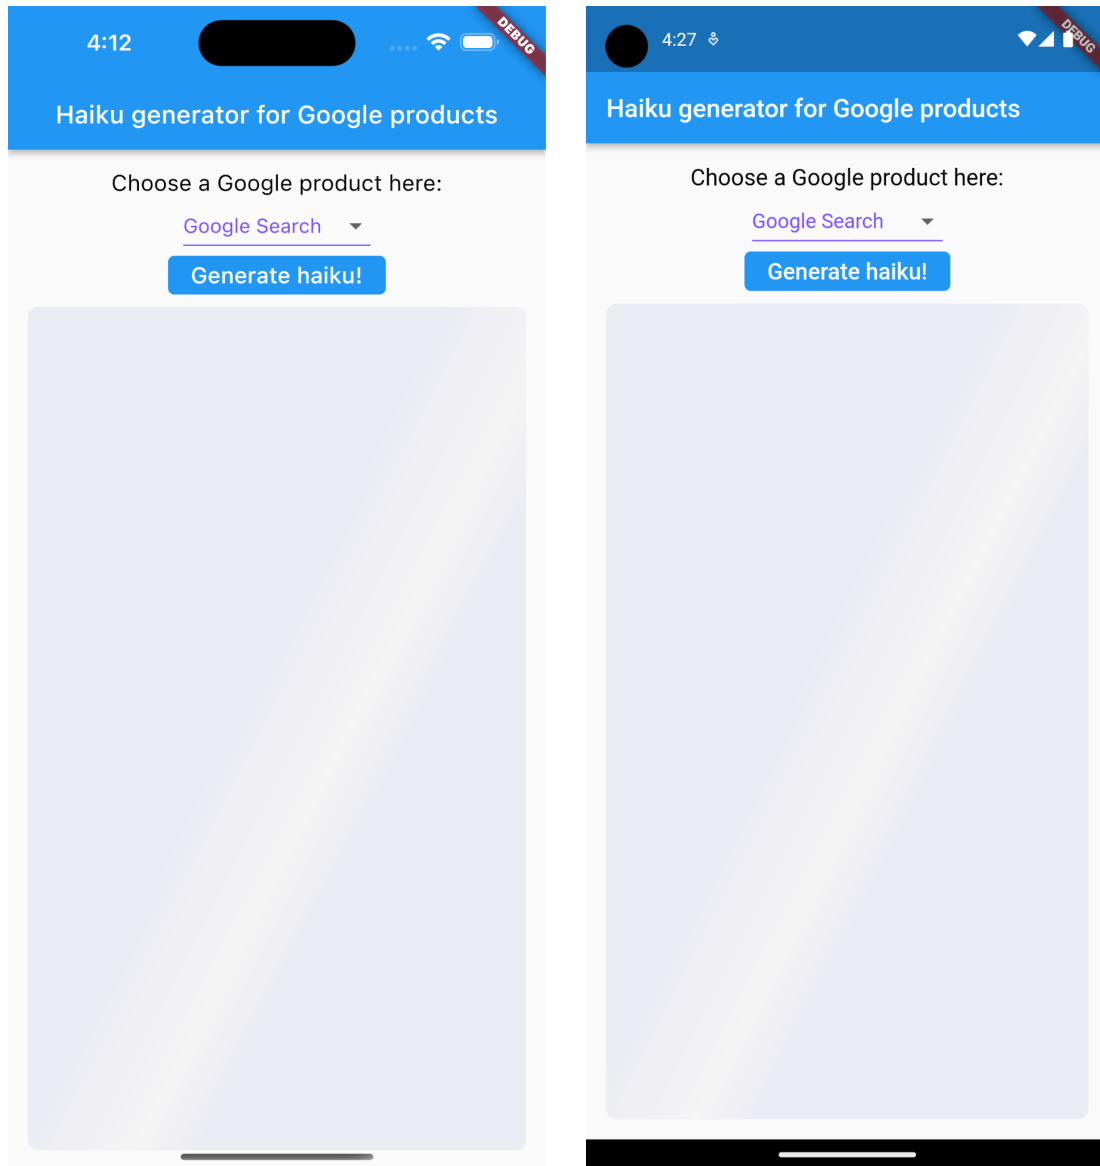 4:12
DEBUG
Haiku generator for Google products
Choose a Google product here:
Google Search
Generate haiku!
4:27
DEBUG
Haiku generator for Google products
Choose a Google product here:
Google Search
Generate haiku!